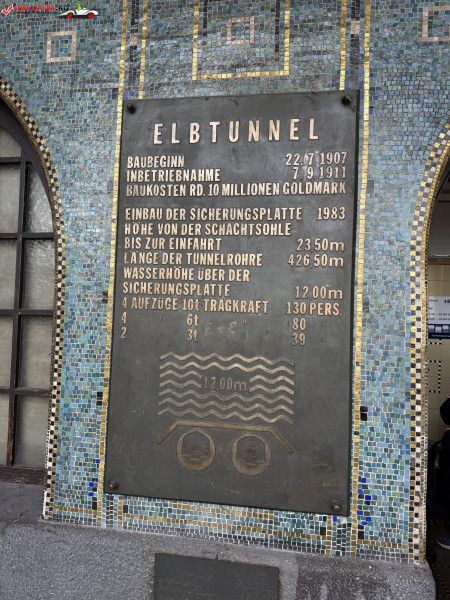 ELBTUNNEL
BAUBEGINN 22.7.1907
INBETRIEBNAHME 7.9.1911
BAUKOSTEN RD. 10 MILLIONEN GOLDMARK
EINBAU DER SICHERUNGSPLATTE 1983
HÖHE VON DER SCHACHTSOHLE
BIS ZUR EINFAHRT 23,50m
LÄNGE DER TUNNELROHRE 426,50m
WASSERHÖHE ÜBER DER
SICHERUNGSPLATTE 12,00m
4 AUFZÜGE 10t TRAGKRAFT 130 PERS.
4 " 6t " 80 "
2 " 3t " 39 "
12,00m